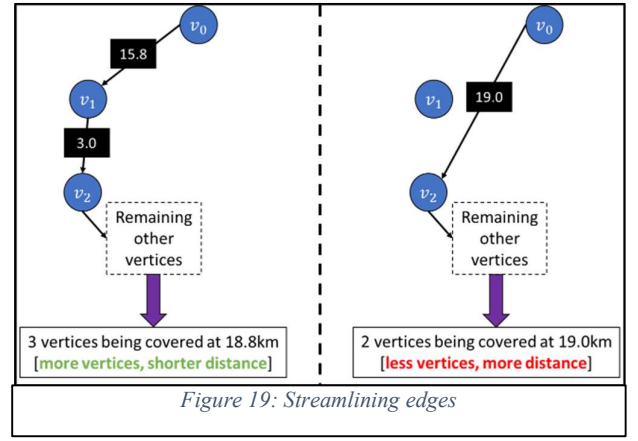 v0
15.8
v1
3.0
v2
Remaining
other
vertices
3 vertices being covered at 18.8km
[more vertices, shorter distance]
v0
19.0
v1
v2
Remaining
other
vertices
2 vertices being covered at 19.0km
[less vertices, more distance]
Figure 19: Streamlining edges